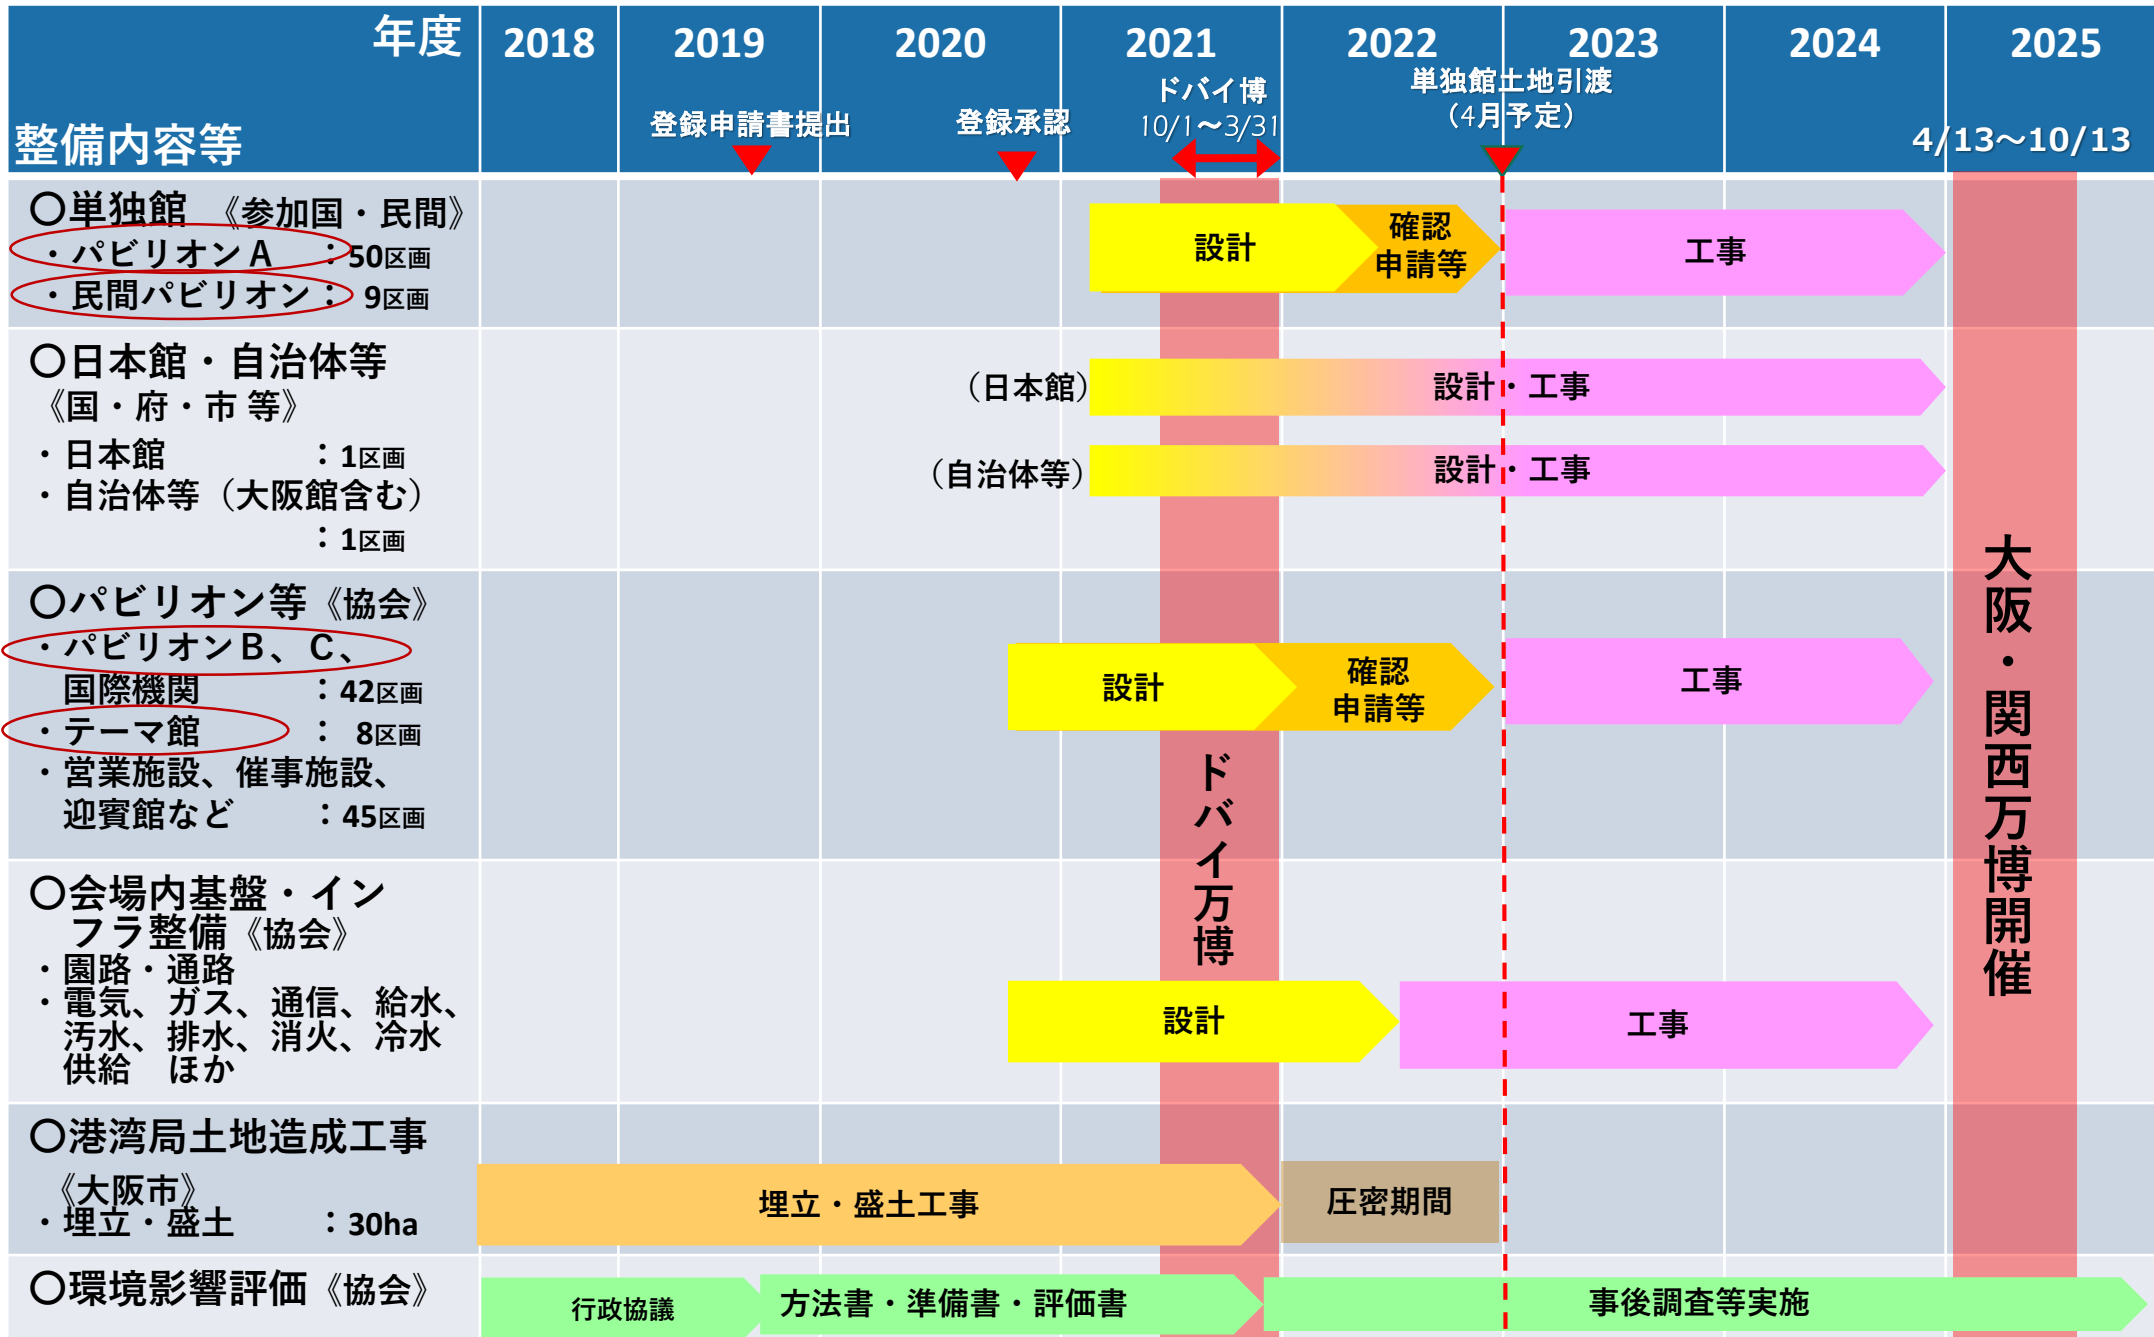 年度
2018
2019
2020
2021
2022
2023
2024
2025
整備内容等
登録申請書提出
登録承認
ドバイ博
10/1～3/31
単独館土地引渡
（4月予定）
4/13～10/13
〇単独館 《参加国・民間》
・パビリオンＡ ：50区画
・民間パビリオン： 9区画
設計
確認
申請等
工事
〇日本館・自治体等
《国・府・市 等》
・日本館 ：1区画
・自治体等（大阪館含む）
：1区画
（日本館）
設計・工事
（自治体等）
設計・工事
〇パビリオン等《協会》
・パビリオンＢ、Ｃ、
国際機関 ：42区画
・テーマ館 ： 8区画
・営業施設、催事施設、
迎賓館など ：45区画
設計
確認
申請等
工事
ドバイ万博
大阪・関西万博開催
〇会場内基盤・イン
フラ整備《協会》
・園路・通路
・電気、ガス、通信、給水、
汚水、排水、消火、冷水
供給　ほか
設計
工事
〇港湾局土地造成工事
《大阪市》
・埋立・盛土 ：30ha
埋立・盛土工事
圧密期間
〇環境影響評価《協会》
行政協議
方法書・準備書・評価書
事後調査等実施